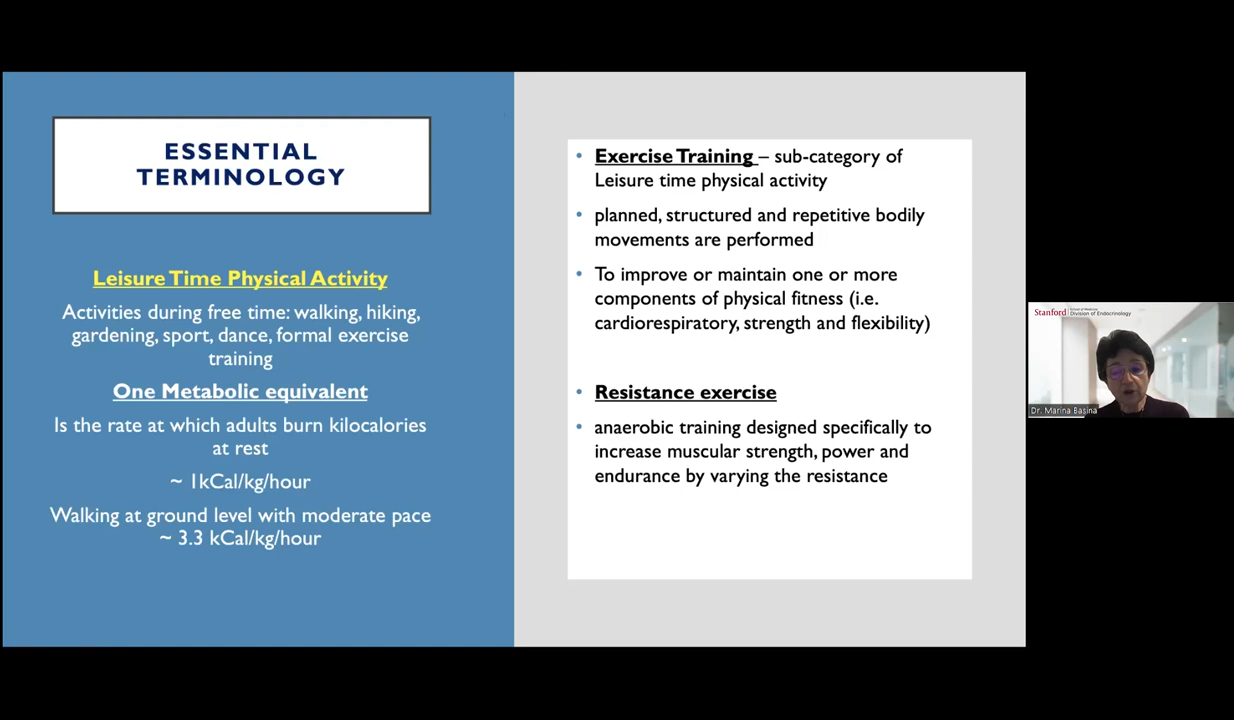 ESSENTIAL
TERMINOLOGY
Leisure Time Physical Activity
Activities during free time: walking, hiking,
gardening, sport, dance, formal exercise
training
One Metabolic equivalent
Is the rate at which adults burn kilocalories
at rest
~ 1kCal/kg/hour
Walking at ground level with moderate pace
~ 3.3 kCal/kg/hour
• Exercise Training – sub-category of
Leisure time physical activity
• planned, structured and repetitive bodily
movements are performed
• To improve or maintain one or more
components of physical fitness (i.e.
cardiorespiratory, strength and flexibility)
• Resistance exercise
• anaerobic training designed specifically to
increase muscular strength, power and
endurance by varying the resistance
Stanford
School of Medicine
Division of Endocrinology
Dr. Marina Basina